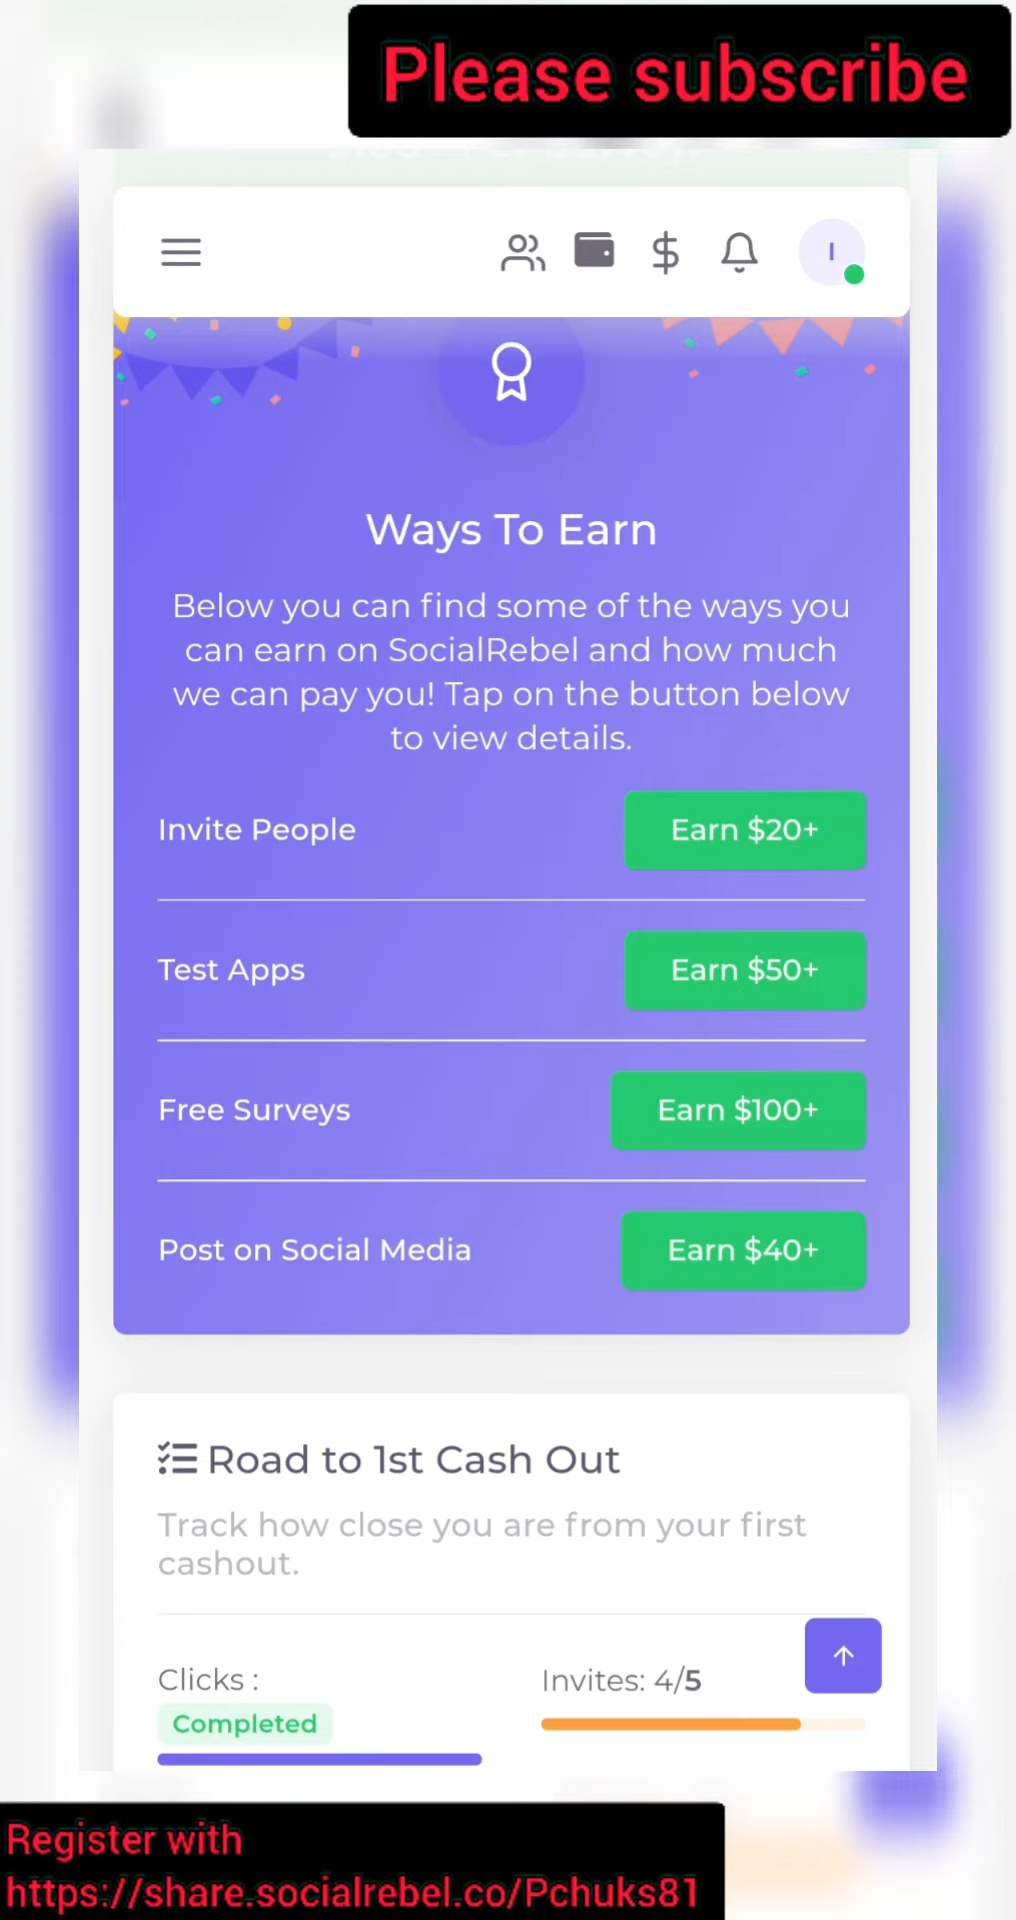 Please subscribe
I
Ways To Earn
Below you can find some of the ways you
can earn on SocialRebel and how much
we can pay you! Tap on the button below
to view details.
Invite People
Earn $20+
Test Apps
Earn $50+
Free Surveys
Earn $100+
Post on Social Media
Earn $40+
Road to 1st Cash Out
Track how close you are from your first
cashout.
Clicks :
Completed
Invites: 4/5
Register with
https://share.socialrebel.co/Pchuks81